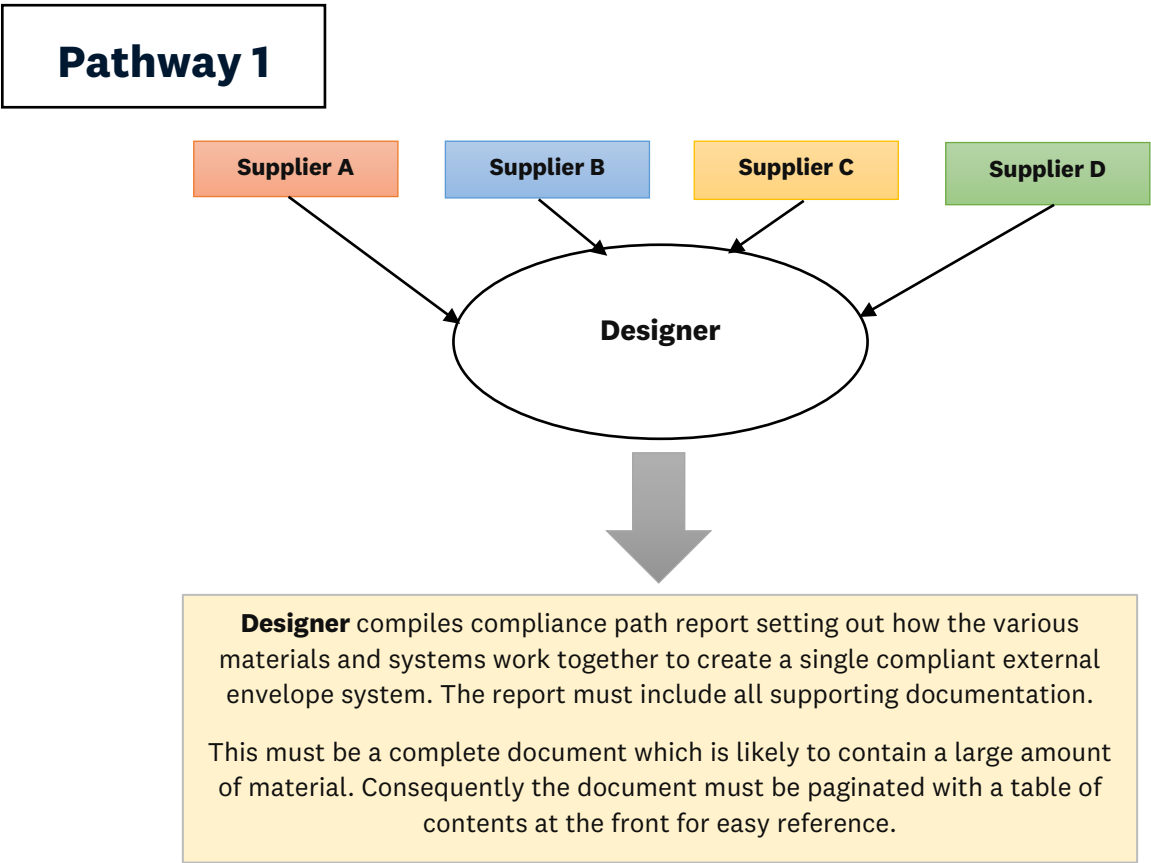 Pathway 1
Supplier A
Supplier B
Supplier C
Supplier D
Designer
Designer compiles compliance path report setting out how the various
materials and systems work together to create a single compliant external
envelope system. The report must include all supporting documentation.
This must be a complete document which is likely to contain a large amount
of material. Consequently the document must be paginated with a table of
contents at the front for easy reference.